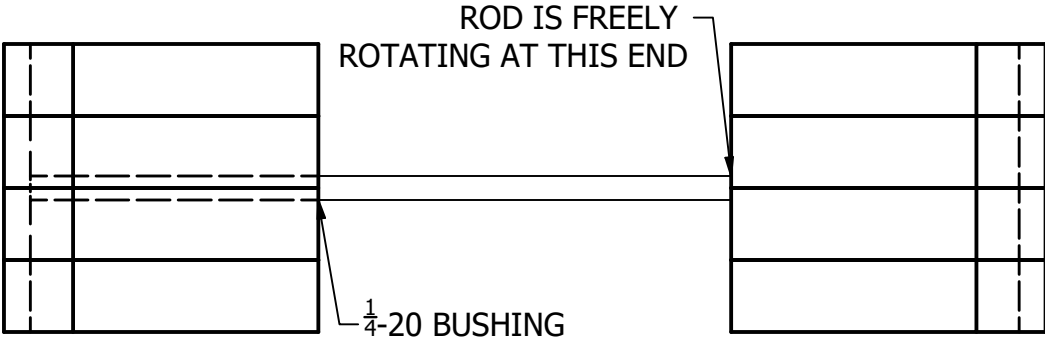 ROD IS FREELY
ROTATING AT THIS END
1/4-20 BUSHING